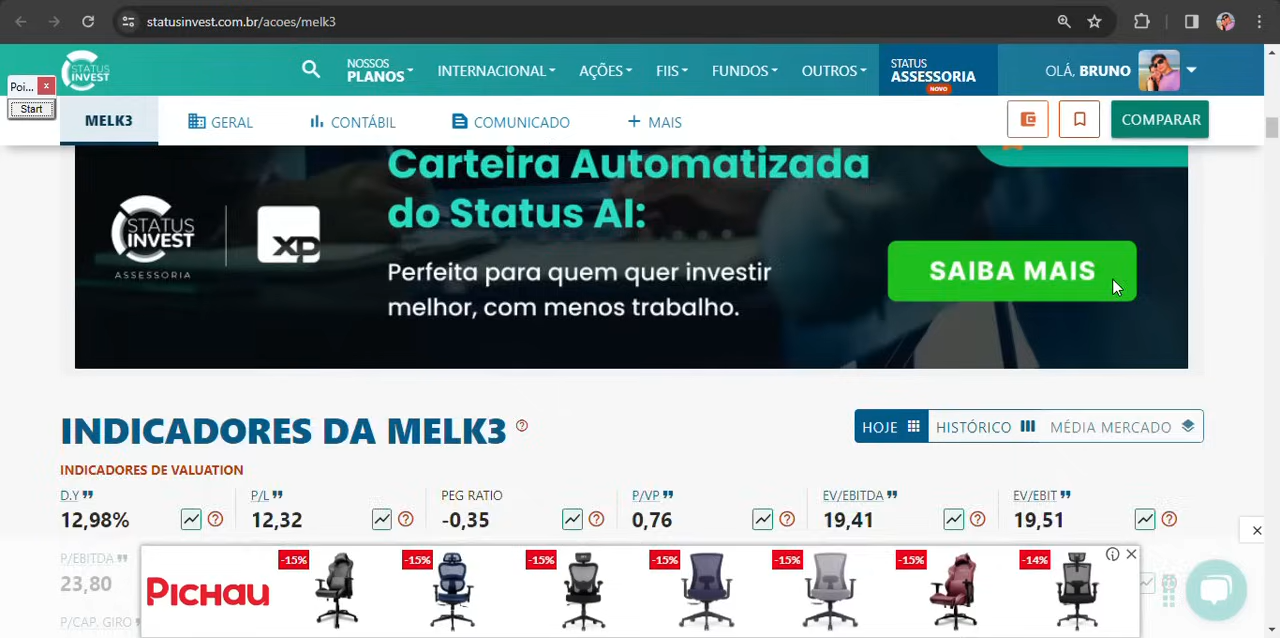 statusinvest.com.br/acoes/melk3
STATUS
INVEST
NOSSOS
PLANOS
INTERNACIONAL
AÇÕES
FIIS
FUNDOS
OUTROS
STATUS
ASSESSORIA
NOVO
OLÁ, BRUNO
Poi... x
Start
MELK3
GERAL
CONTÁBIL
COMUNICADO
+ MAIS
COMPARAR
Carteira Automatizada
do Status AI:
STATUS
INVEST
ASSESSORIA
XP
Perfeita para quem quer investir
melhor, com menos trabalho.
SAIBA MAIS
INDICADORES DA MELK3
HOJE
HISTÓRICO
MÉDIA MERCADO
INDICADORES DE VALUATION
D.Y
P/L
PEG RATIO
P/VP
EV/EBITDA
EV/EBIT
12,98%
12,32
-0,35
0,76
19,41
19,51
P/EBITDA
23,80
P/CAP. GIRO
PICHAU
-15%
-15%
-15%
-15%
-15%
-15%
-14%